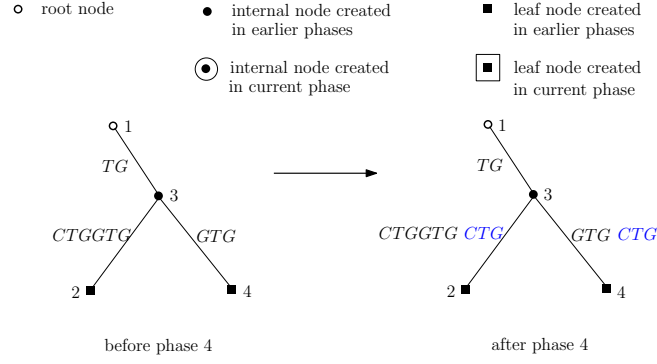 root node
internal node created
in earlier phases
leaf node created
in earlier phases
internal node created
in current phase
leaf node created
in current phase
1
TG
3
CTGGTG
GTG
2
4
before phase 4
1
TG
3
CTGGTG CTG
GTG CTG
2
4
after phase 4